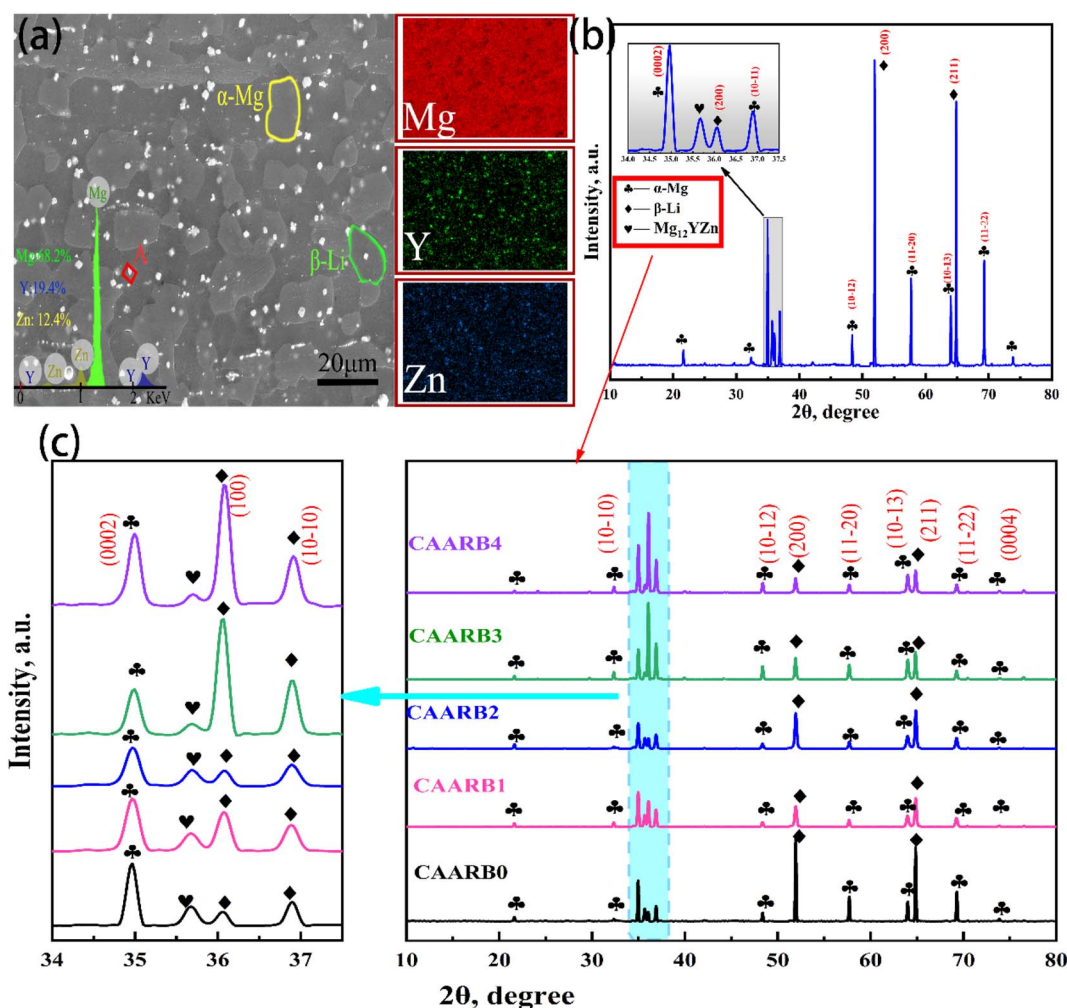 (a)
α-Mg
β-Li
A
Mg
Mg:68.2%
Y:19.4%
Zn: 12.4%
Y
Zn
Zn
Y
Y
0
1
2
KeV
20μm
Mg
Y
Zn
(b)
Intensity, a.u.
(0002)
(200)
(10-11)
34.0 34.5 35.0 35.5 36.0 36.5 37.0 37.5
♣— α-Mg
♦— β-Li
♥— Mg₁₂YZn
(10-12)
(200)
(11-20)
(10-13)
(211)
(11-22)
10 20 30 40 50 60 70 80
2θ, degree
(c)
Intensity, a.u.
(0002)
(100)
(10-10)
34 35 36 37
CAARB4
CAARB3
CAARB2
CAARB1
CAARB0
(10-10)
(10-12)
(200)
(11-20)
(10-13)
(211)
(11-22)
(0004)
10 20 30 40 50 60 70 80
2θ, degree